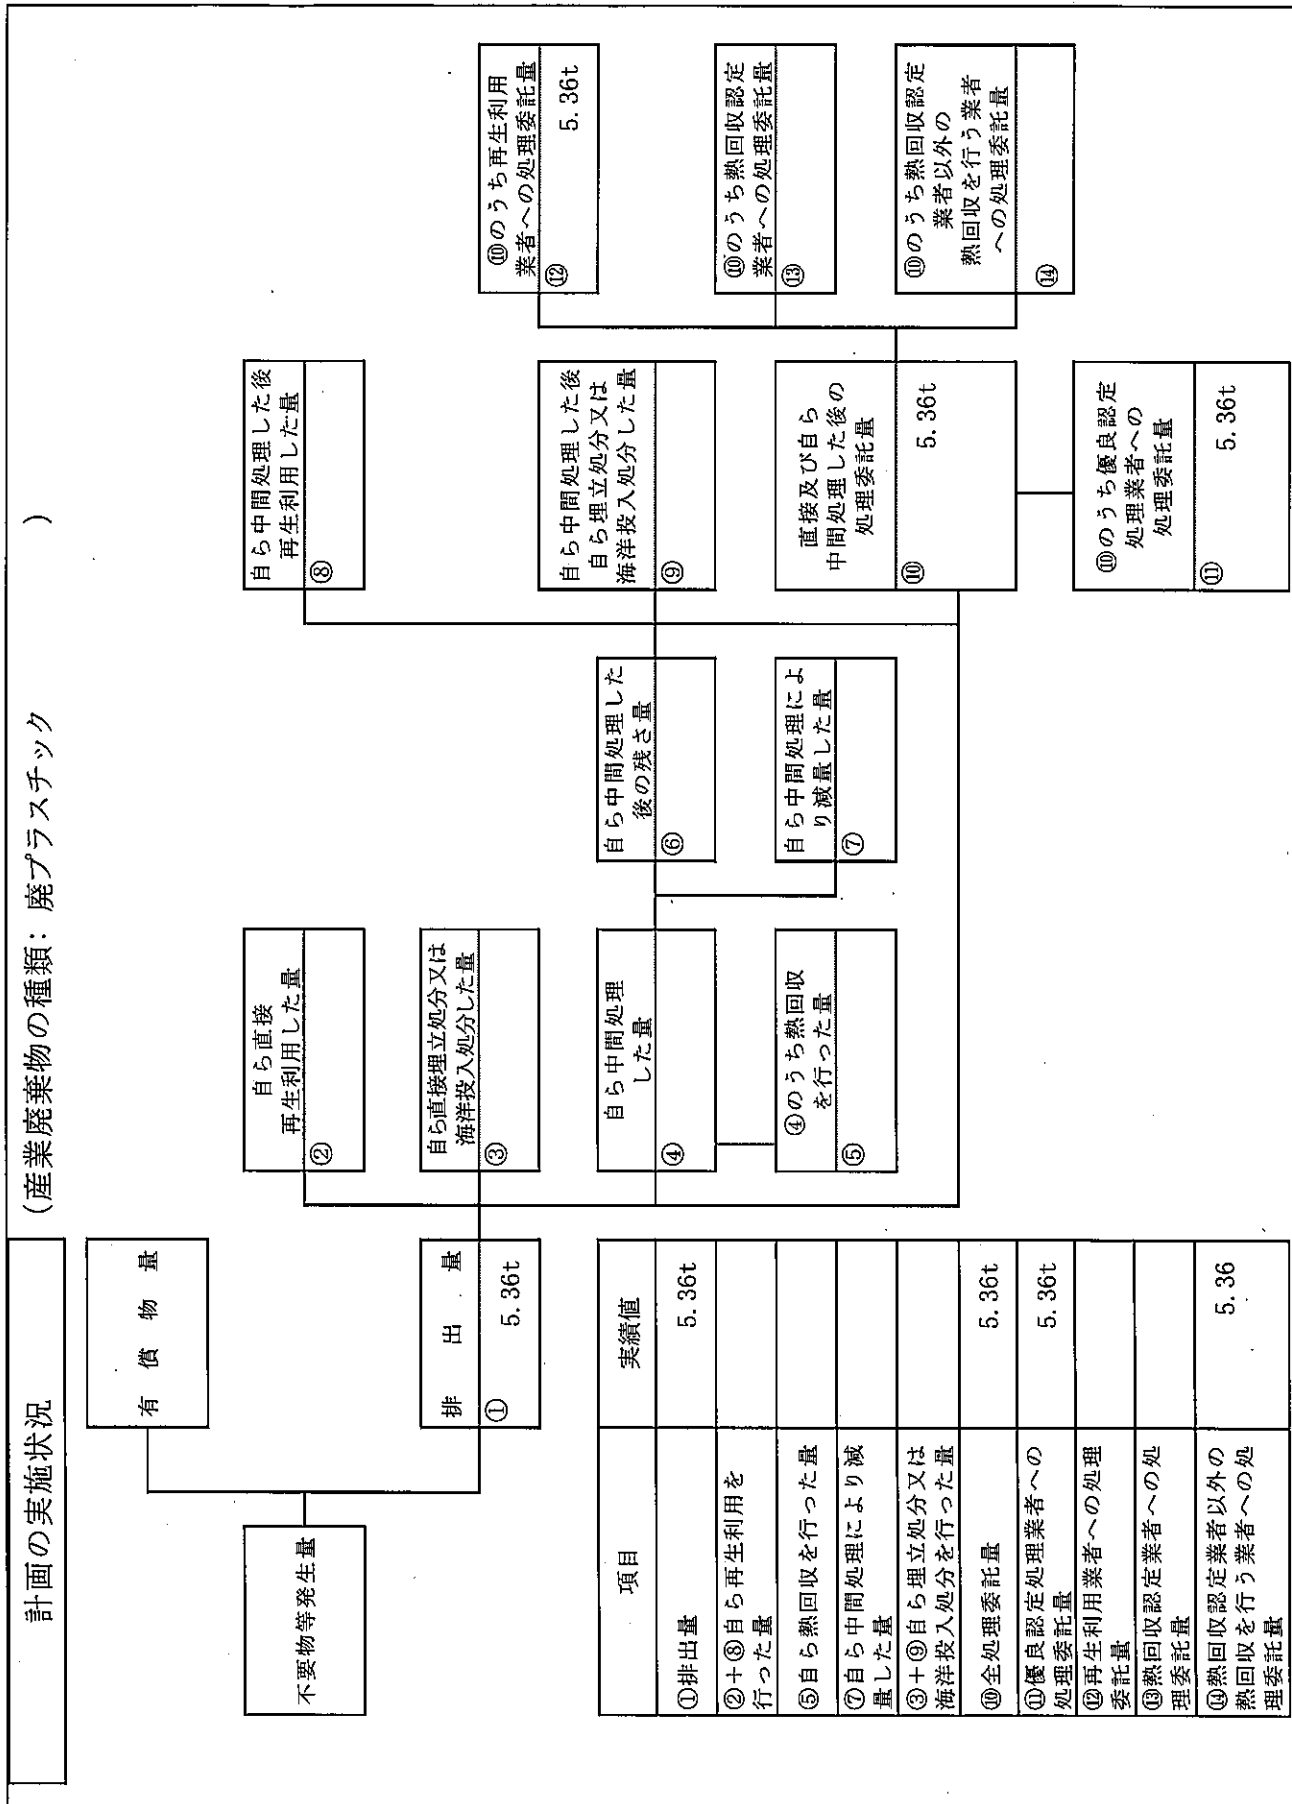 計画の実施状況
(産業廃棄物の種類：廃プラスチック　　　)
不要物等発生量
有償物量
排出量
①
5.36t
自ら直接
再生利用した量
②
自ら直接埋立処分又は
海洋投入処分した量
③
自ら中間処理
した量
④
④のうち熱回収
を行った量
⑤
自ら中間処理した
後の残さ量
⑥
自ら中間処理によ
り減量した量
⑦
自ら中間処理した後
再生利用した量
⑧
自ら中間処理した後
自ら埋立処分又は
海洋投入処分した量
⑨
直接及び自ら
中間処理した後の
処理委託量
⑩
5.36t
⑩のうち優良認定
処理業者への
処理委託量
⑪
5.36t
⑩のうち再生利用
業者への処理委託量
⑫
5.36t
⑩のうち熱回収認定
業者への処理委託量
⑬
⑩のうち熱回収認定
業者以外の
熱回収を行う業者
への処理委託量
⑭
項目 実績値
①排出量 5.36t
②+⑧自ら再生利用を
行った量
⑤自ら熱回収を行った量
⑦自ら中間処理により減
量した量
③+⑨自ら埋立処分又は
海洋投入処分を行った量
⑩全処理委託量 5.36t
⑪優良認定処理業者への
処理委託量 5.36t
⑫再生利用業者への処理
委託量
⑬熱回収認定業者への処
理委託量
⑭熱回収認定業者以外の
熱回収を行う業者への処
理委託量 5.36